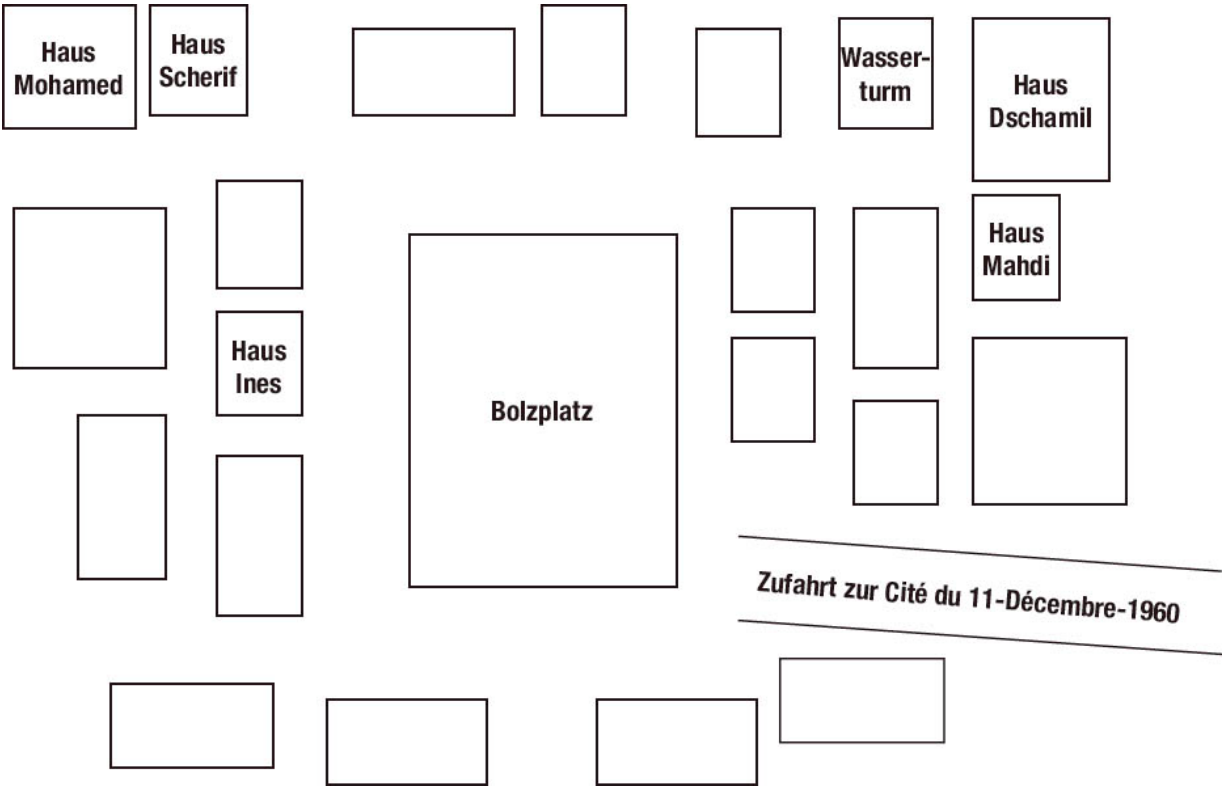 Haus
Mohamed
Haus
Scherif
Wasser-
turm
Haus
Dschamil
Haus
Mahdi
Haus
Ines
Bolzplatz
Zufahrt zur Cité du 11-Décembre-1960